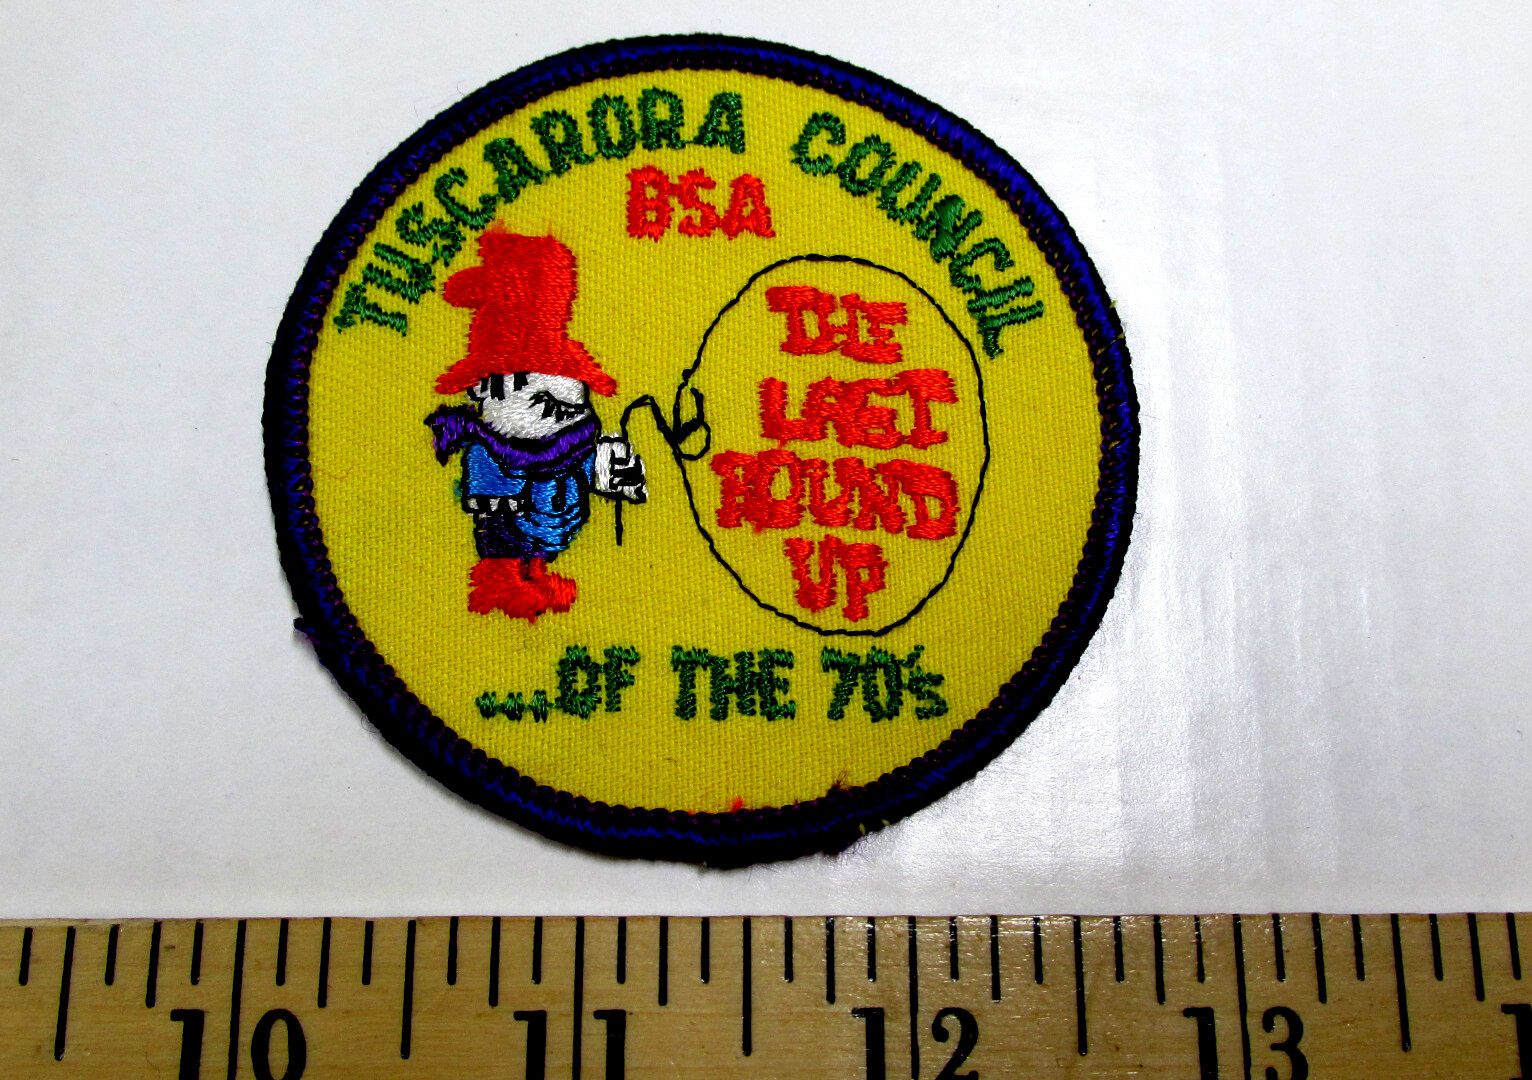 TUSCARORA COUNCIL
BSA
THE
LAST
ROUND
UP
....OF THE 70's
10 11 12 13